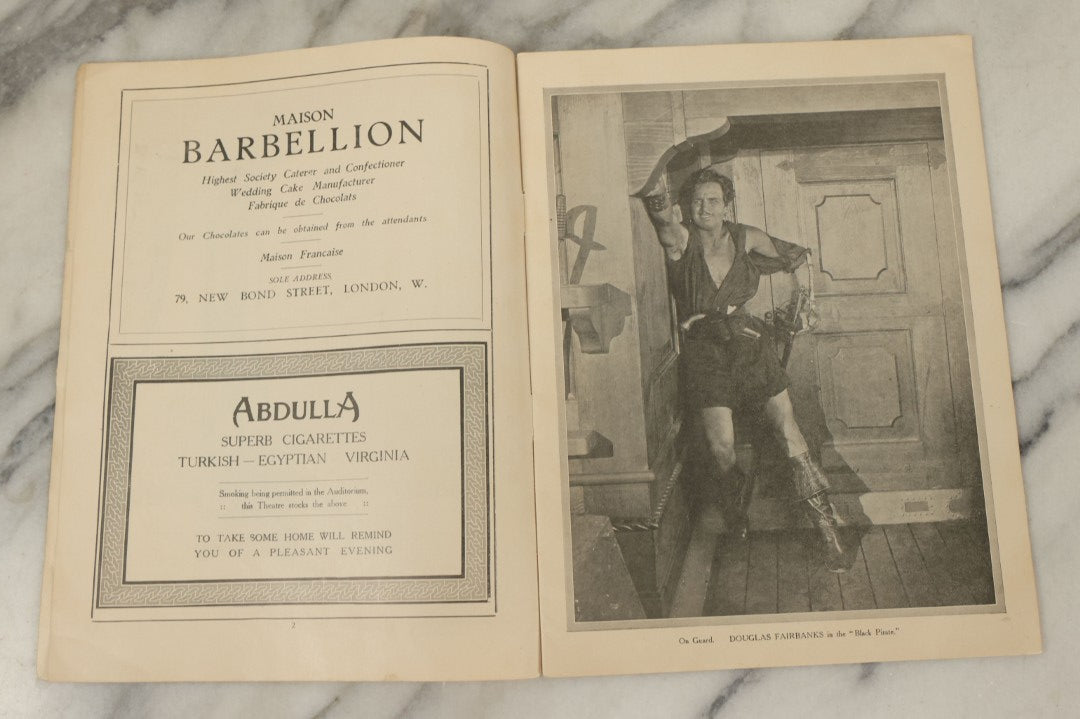 MAISON
BARBELLION
Highest Society Caterer and Confectioner
Wedding Cake Manufacturer
Fabrique de Chocolats
Our Chocolates can be obtained from the attendants
Maison Francaise
SOLE ADDRESS,
79, NEW BOND STREET, LONDON, W.
ABDULLA
SUPERB CIGARETTES
TURKISH — EGYPTIAN VIRGINIA
Smoking being permitted in the Auditorium,
:: this Theatre stocks the above ::
TO TAKE SOME HOME WILL REMIND
YOU OF A PLEASANT EVENING
2
On Guard. DOUGLAS FAIRBANKS in the "Black Pirate."